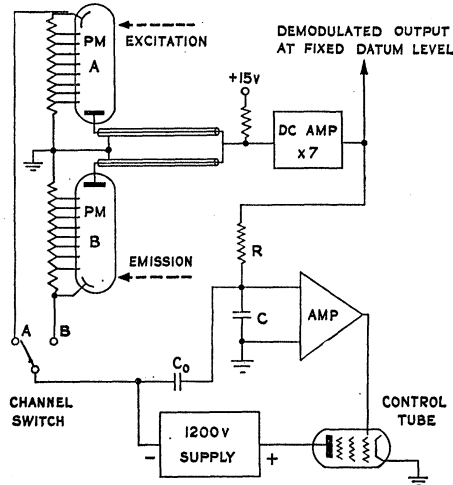 PM
A
EXCITATION
DEMODULATED OUTPUT
AT FIXED DATUM LEVEL
+15V
DC AMP
x7
PM
B
EMISSION
R
C
AMP
A
B
C₀
CHANNEL
SWITCH
1200V
SUPPLY
-
+
CONTROL
TUBE